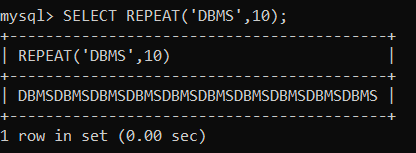 mysql> SELECT REPEAT('DBMS',10);
+------------------------------------------+
| REPEAT('DBMS',10)                        |
+------------------------------------------+
| DBMSDBMSDBMSDBMSDBMSDBMSDBMSDBMSDBMSDBMS |
+------------------------------------------+
1 row in set (0.00 sec)